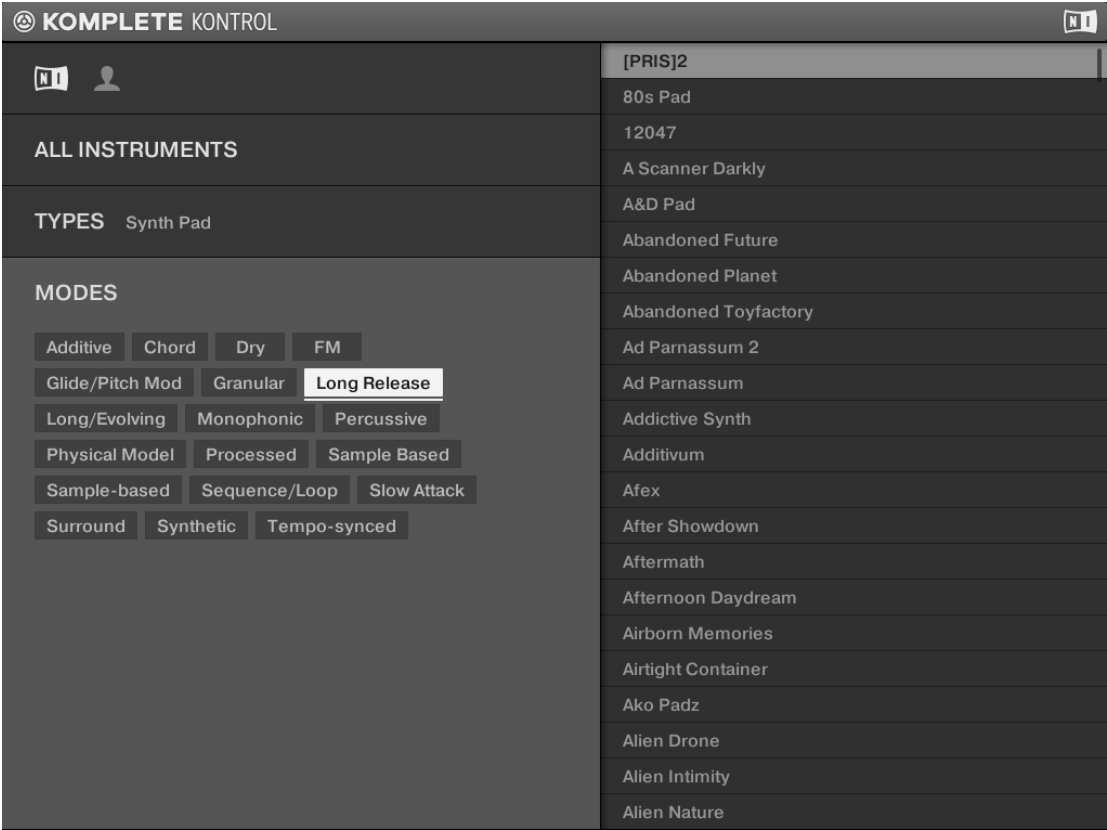 KOMPLETE KONTROL
NI
NI
ALL INSTRUMENTS
TYPES Synth Pad
MODES
Additive Chord Dry FM
Glide/Pitch Mod Granular Long Release
Long/Evolving Monophonic Percussive
Physical Model Processed Sample Based
Sample-based Sequence/Loop Slow Attack
Surround Synthetic Tempo-synced
[PRIS]2
80s Pad
12047
A Scanner Darkly
A&D Pad
Abandoned Future
Abandoned Planet
Abandoned Toyfactory
Ad Parnassum 2
Ad Parnassum
Addictive Synth
Additivum
Afex
After Showdown
Aftermath
Afternoon Daydream
Airborn Memories
Airtight Container
Ako Padz
Alien Drone
Alien Intimity
Alien Nature